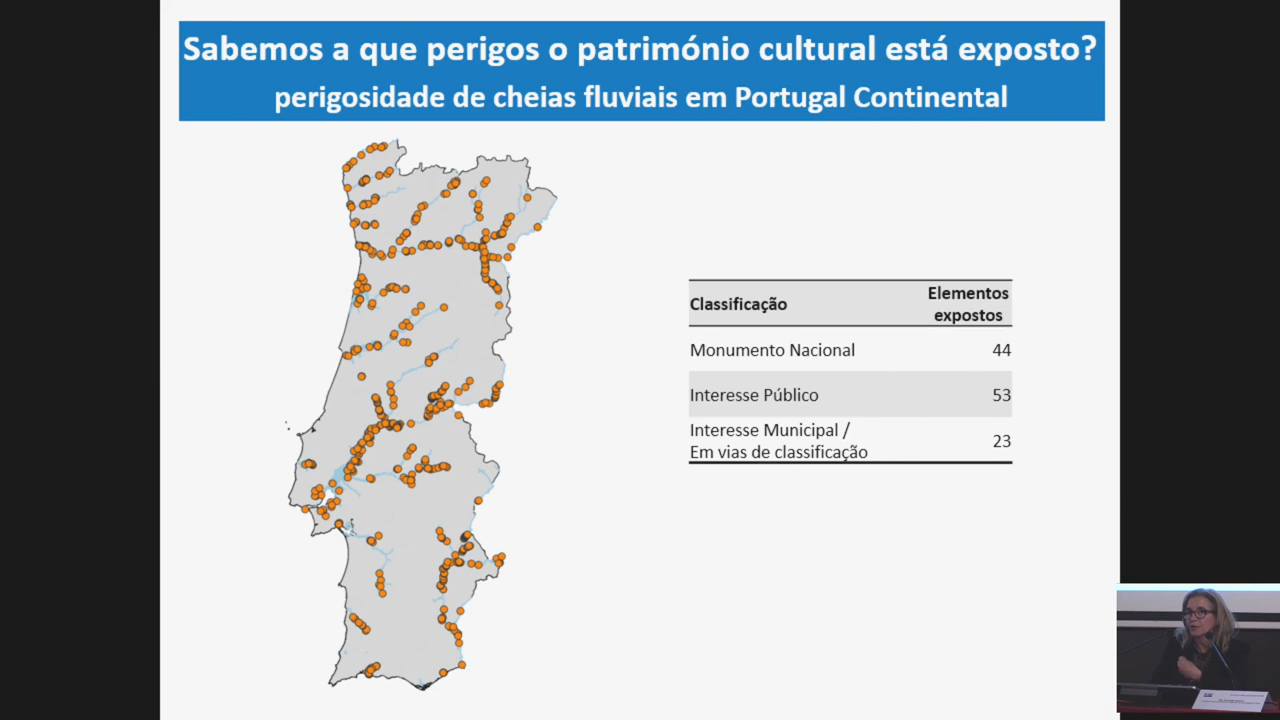 Sabemos a que perigos o património cultural está exposto?
perigosidade de cheias fluviais em Portugal Continental
Classificação
Elementos
expostos
Monumento Nacional
44
Interesse Público
53
Interesse Municipal /
Em vias de classificação
23